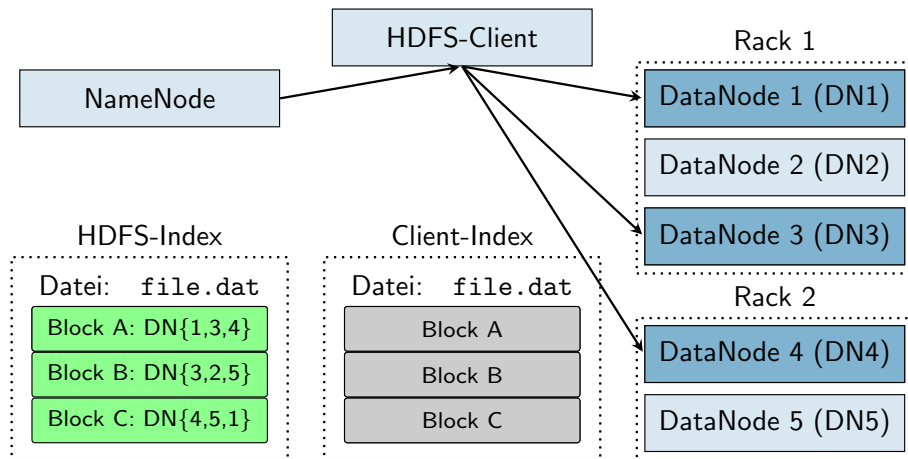 HDFS-Client
NameNode
Rack 1
DataNode 1 (DN1)
DataNode 2 (DN2)
DataNode 3 (DN3)
Rack 2
DataNode 4 (DN4)
DataNode 5 (DN5)
HDFS-Index
Datei: file.dat
Block A: DN{1,3,4}
Block B: DN{3,2,5}
Block C: DN{4,5,1}
Client-Index
Datei: file.dat
Block A
Block B
Block C